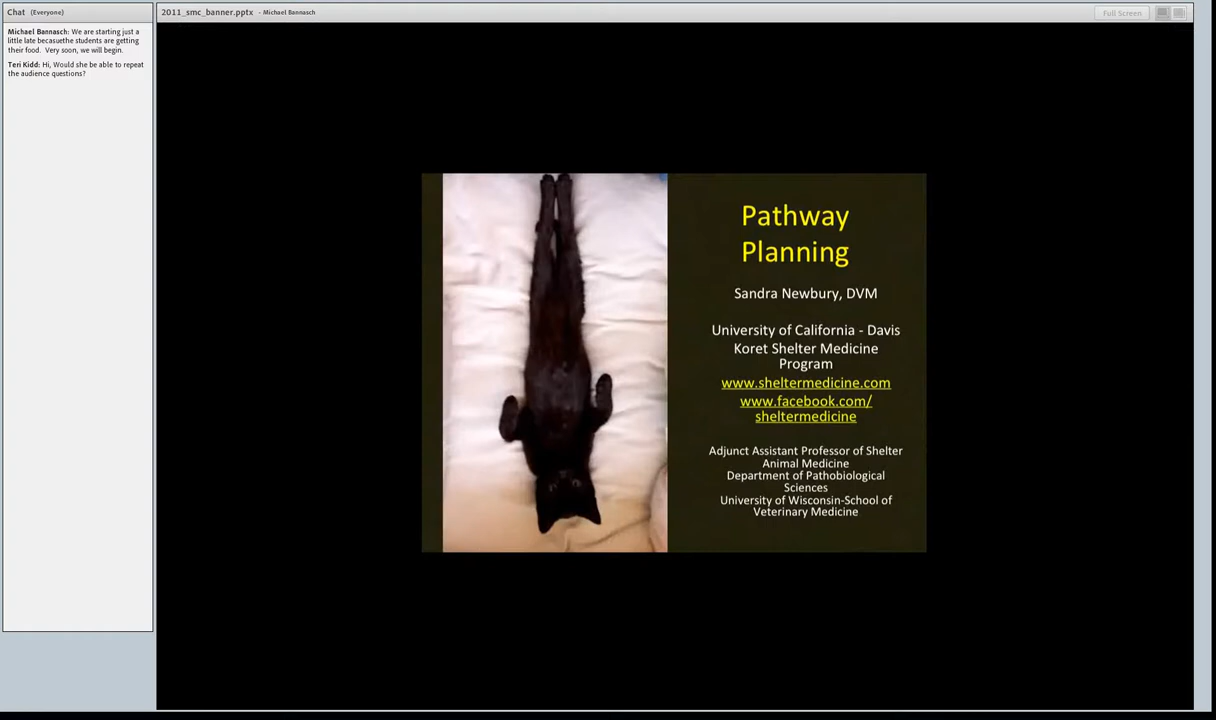 Chat (Everyone)
2011_smc_banner.pptx - Michael Bannasch
Full Screen
Michael Bannasch: We are starting just a
little late becasuethe students are getting
their food. Very soon, we will begin.
Teri Kidd: Hi, Would she be able to repeat
the audience questions?
Pathway
Planning
Sandra Newbury, DVM
University of California - Davis
Koret Shelter Medicine
Program
www.sheltermedicine.com
www.facebook.com/
sheltermedicine
Adjunct Assistant Professor of Shelter
Animal Medicine
Department of Pathobiological
Sciences
University of Wisconsin-School of
Veterinary Medicine